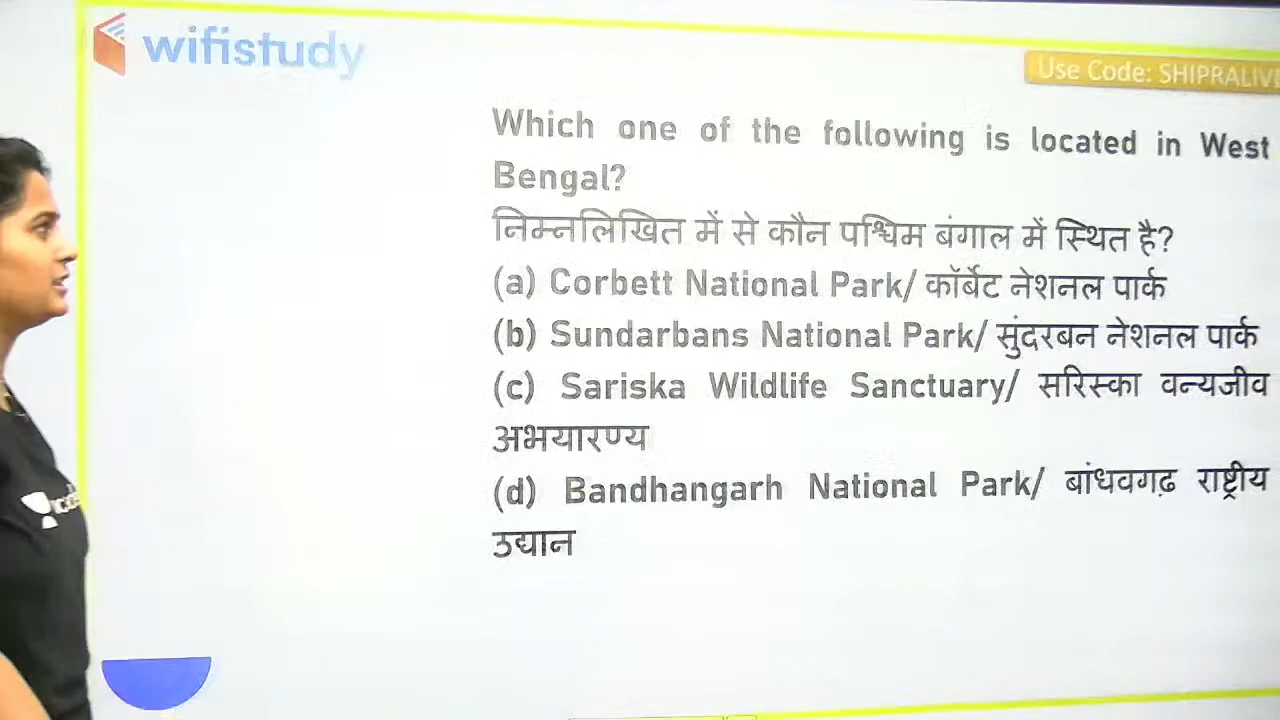 wifistudy
Use Code: SHIPRALIVE
Which one of the following is located in West
Bengal?
निम्नलिखित में से कौन पश्चिम बंगाल में स्थित है?
(a) Corbett National Park/ कॉर्बेट नेशनल पार्क
(b) Sundarbans National Park/ सुंदरबन नेशनल पार्क
(c) Sariska Wildlife Sanctuary/ सरिस्का वन्यजीव
अभयारण्य
(d) Bandhangarh National Park/ बांधवगढ़ राष्ट्रीय
उद्यान